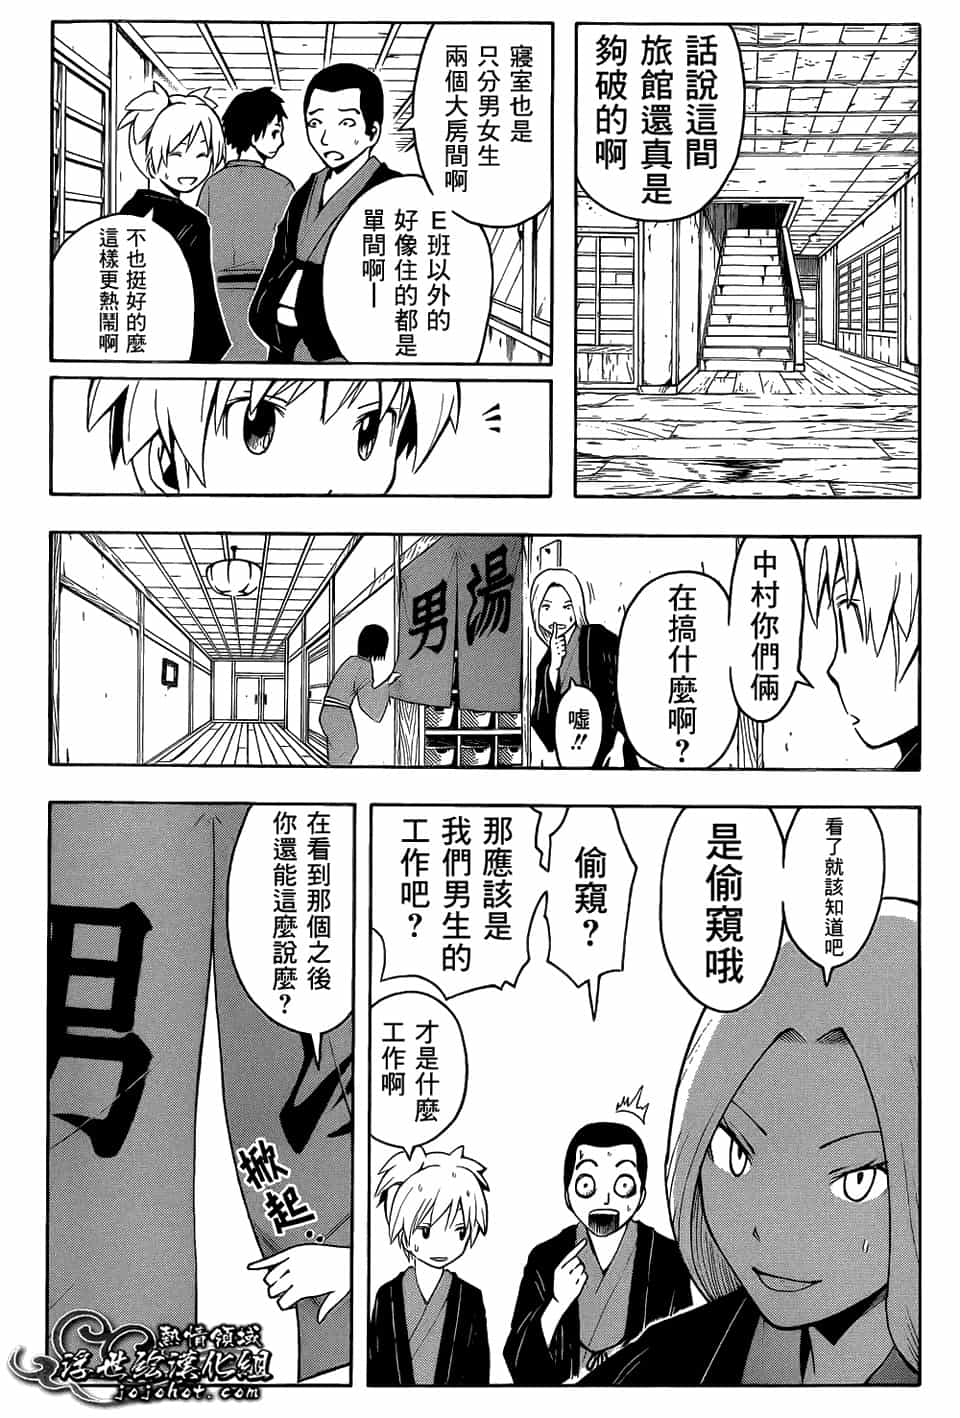 話說這間
旅館還真是
夠破的啊
寢室也是
只分男女生
兩個大房間啊
E班以外的
好像住的都是
單間啊ー
不也挺好的麼
這樣更熱鬧啊
中村你們倆
在搞什麼啊?
噓!!
男湯
看了就該知道吧
是偷窺哦
偷窺?
那應該是
我們男生的
工作吧?
才是什麼
工作啊
在看到那個之後
你還能這麼說麼?
男
掀起‥
熱情領域
浮世絵漢化組
jojohot.com